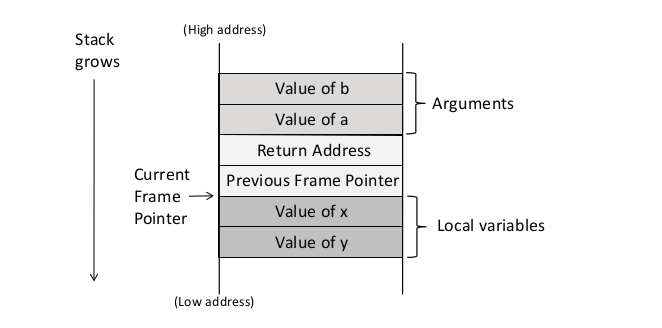 (High address)
Stack
grows
Value of b
Value of a
Arguments
Return Address
Previous Frame Pointer
Current
Frame
Pointer
Value of x
Value of y
Local variables
(Low address)